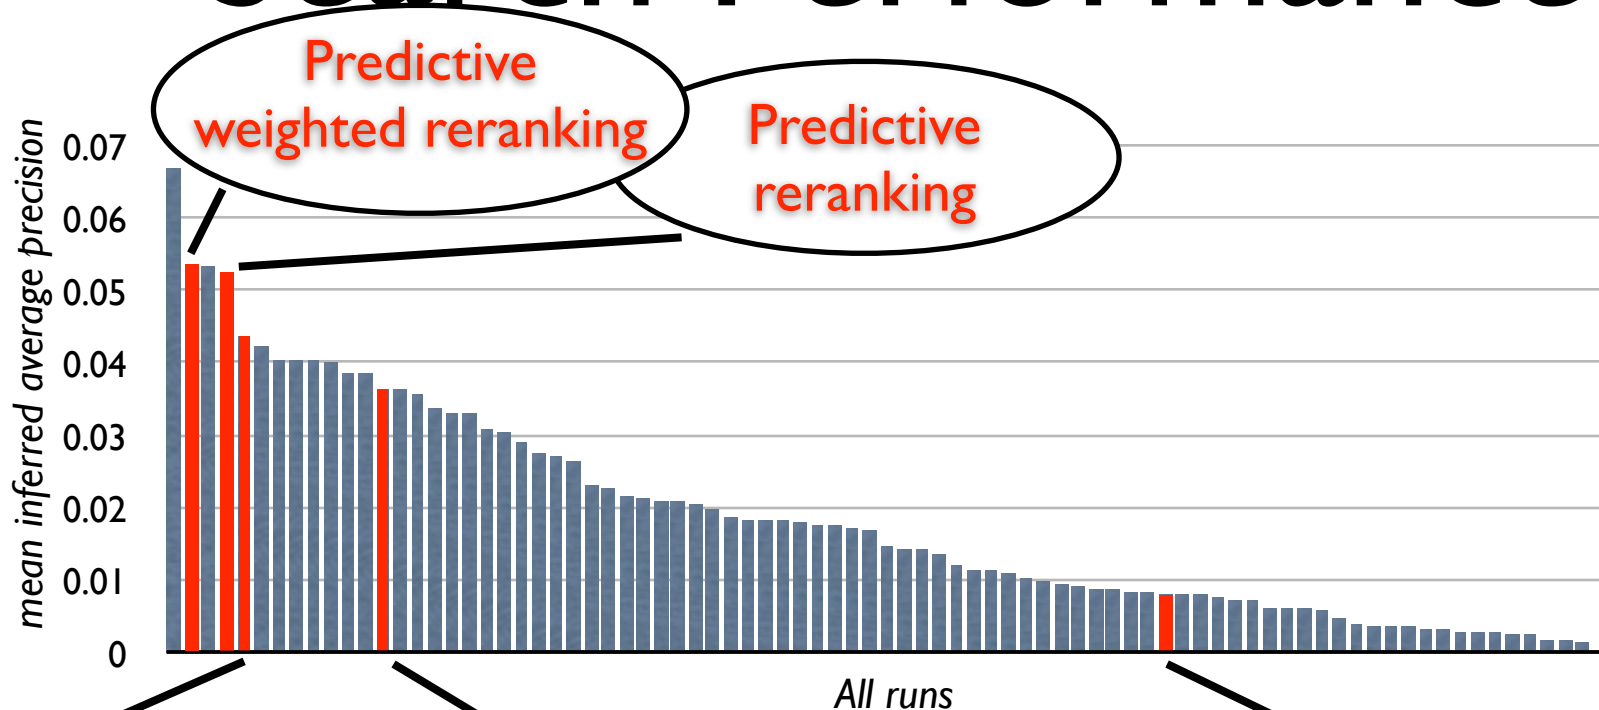 Predictive
weighted reranking
Predictive
reranking
mean inferred average precision
0.07
0.06
0.05
0.04
0.03
0.02
0.01
0
All runs